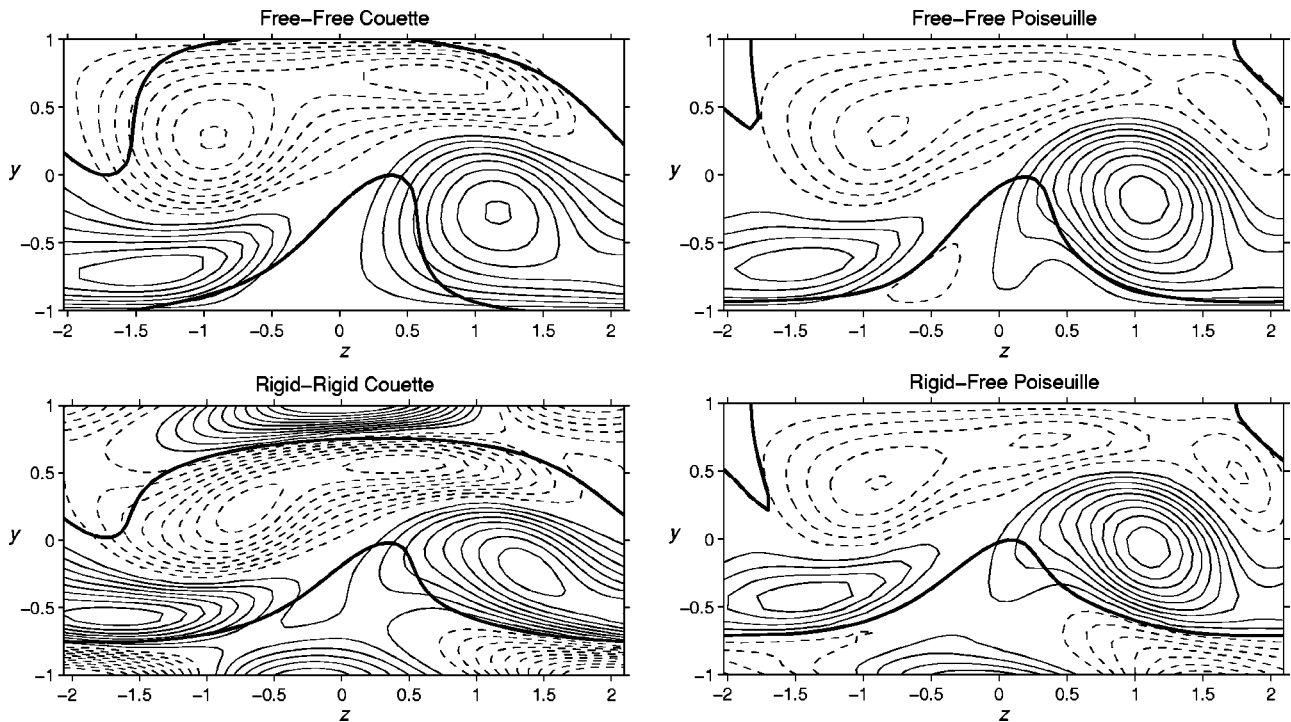 Free−Free Couette
1
0.5
y
0
−0.5
−1
−2 −1.5 −1 −0.5 0 0.5 1 1.5 2
z
Free−Free Poiseuille
1
0.5
y
0
−0.5
−1
−2 −1.5 −1 −0.5 0 0.5 1 1.5 2
z
Rigid−Rigid Couette
1
0.5
y
0
−0.5
−1
−2 −1.5 −1 −0.5 0 0.5 1 1.5 2
z
Rigid−Free Poiseuille
1
0.5
y
0
−0.5
−1
−2 −1.5 −1 −0.5 0 0.5 1 1.5 2
z